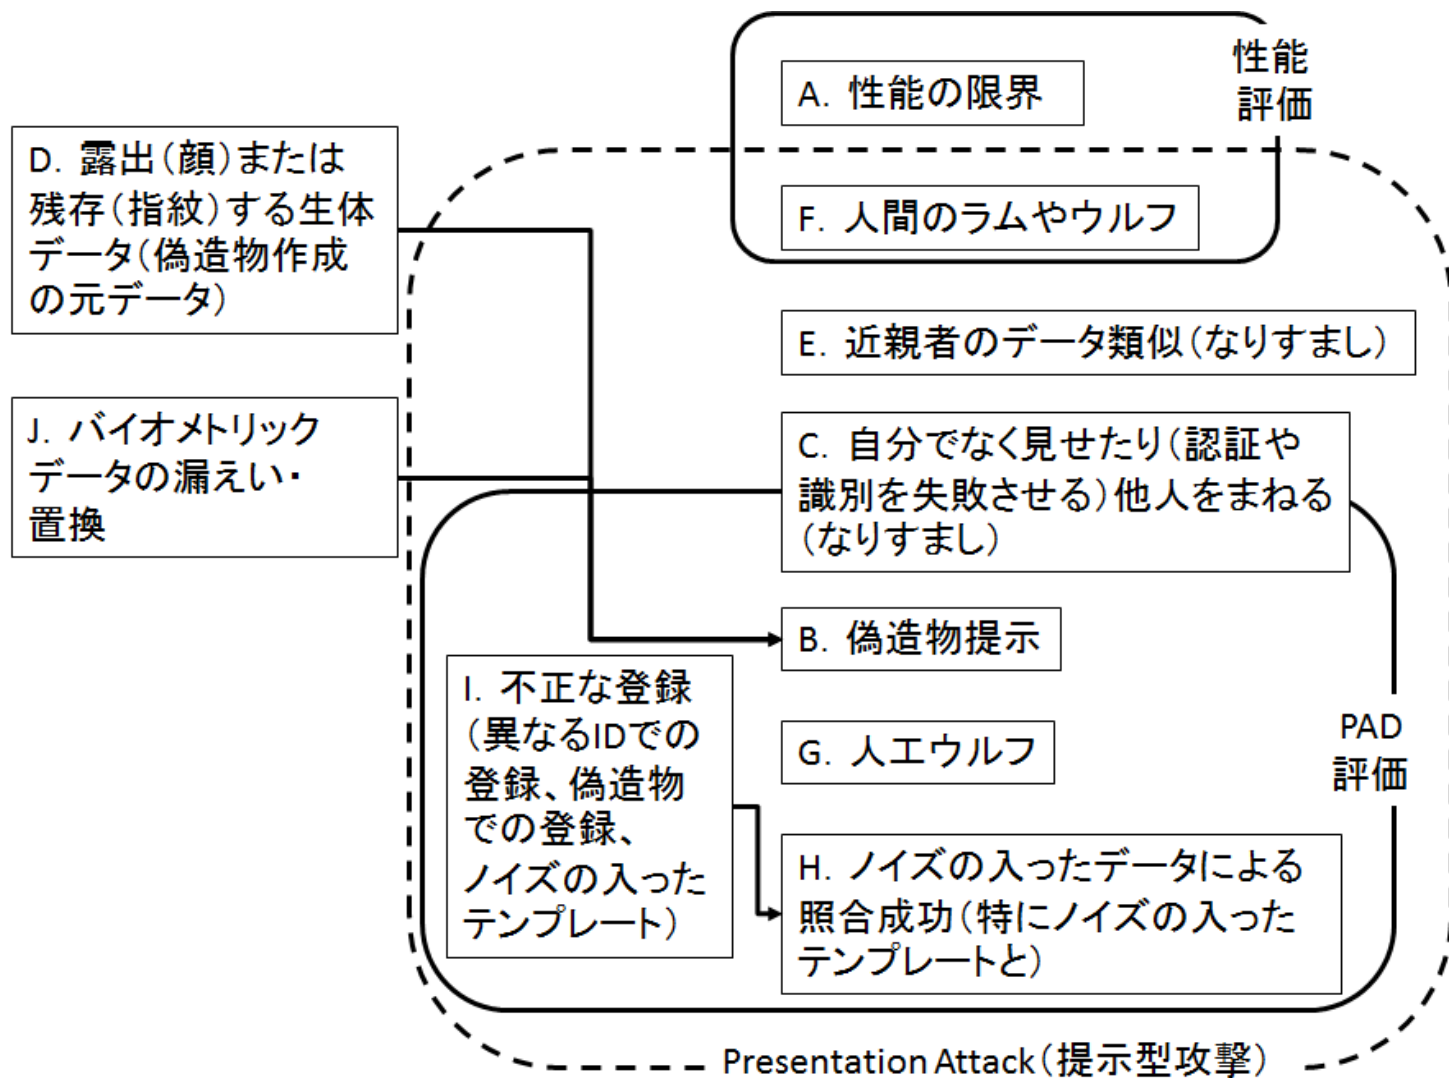 性能
評価
A. 性能の限界
D. 露出（顔）または
残存（指紋）する生体
データ（偽造物作成
の元データ）
F. 人間のラムやウルフ
E. 近親者のデータ類似（なりすまし）
J. バイオメトリック
データの漏えい・
置換
C. 自分でなく見せたり（認証や
識別を失敗させる）他人をまねる
（なりすまし）
B. 偽造物提示
I. 不正な登録
（異なるIDでの
登録、偽造物
での登録、
ノイズの入った
テンプレート）
G. 人工ウルフ
PAD
評価
H. ノイズの入ったデータによる
照合成功（特にノイズの入った
テンプレートと）
Presentation Attack（提示型攻撃）